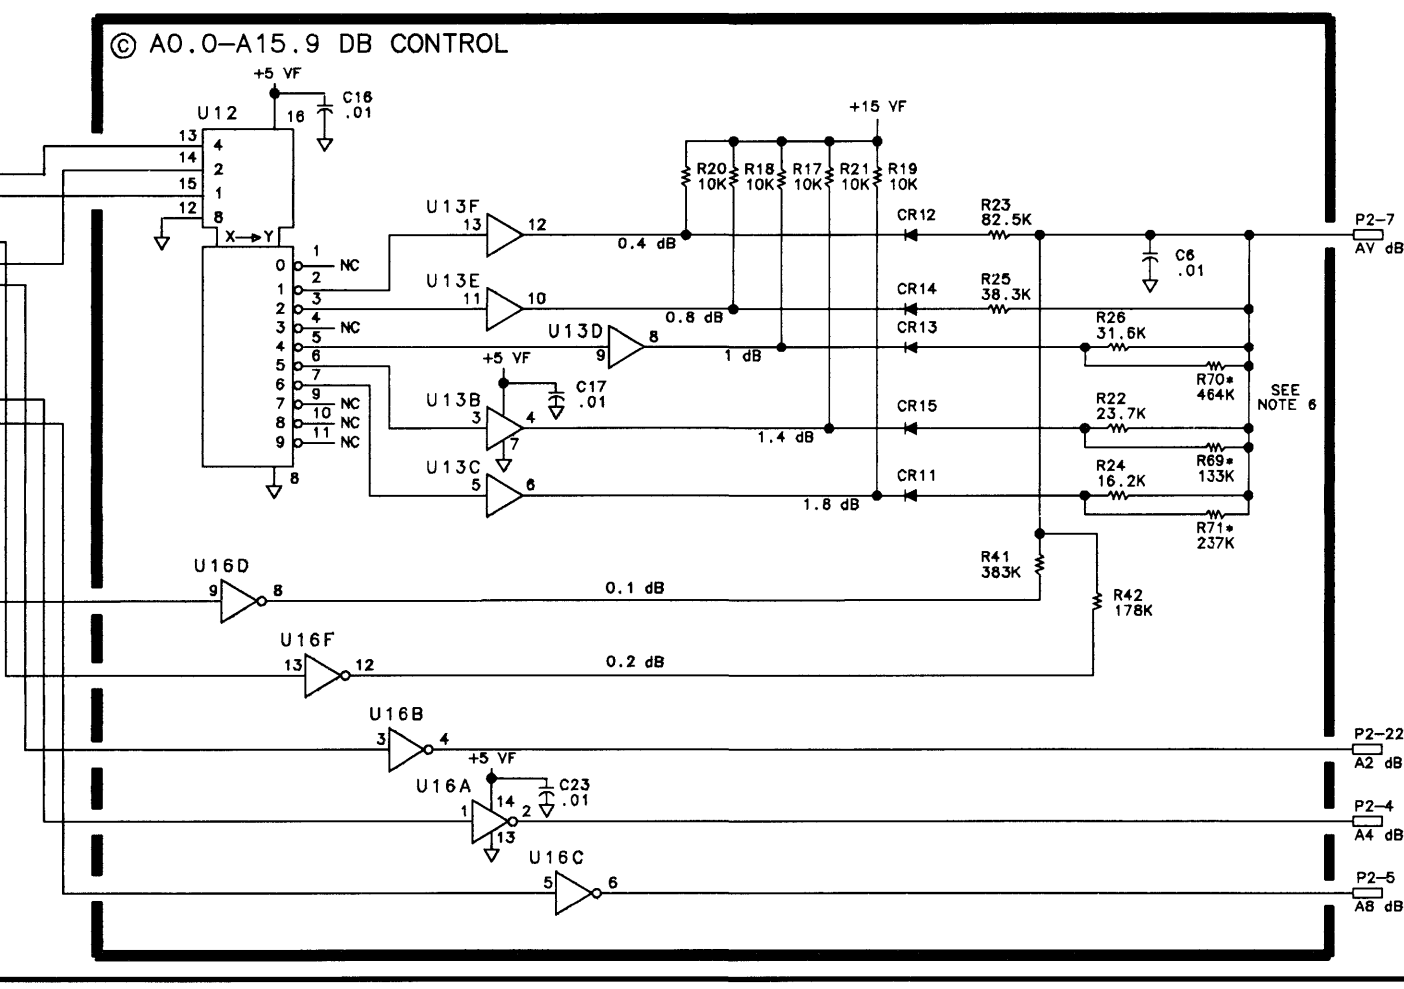 © A0.0–A15.9 DB CONTROL
+5 VF
C16
.01
U12
16
13
4
14
2
15
1
12
8
X→Y
0
1
NC
1
2
2
3
3
4
NC
4
5
5
6
6
7
7
9
NC
8
10
NC
9
11
NC
8
+15 VF
R20
10K
R18
10K
R17
10K
R21
10K
R19
10K
U13F
13
12
0.4 dB
CR12
R23
82.5K
P2-7
AV dB
C6
.01
U13E
11
10
0.8 dB
CR14
R25
38.3K
U13D
9
8
1 dB
CR13
R26
31.6K
R70*
464K
SEE
NOTE 6
+5 VF
C17
.01
U13B
3
4
7
1.4 dB
CR15
R22
23.7K
R69*
133K
U13C
5
6
1.8 dB
CR11
R24
16.2K
R71*
237K
U16D
9
8
0.1 dB
R41
383K
R42
178K
U16F
13
12
0.2 dB
U16B
3
4
P2-22
A2 dB
+5 VF
C23
.01
U16A
1
14
2
13
P2-4
A4 dB
U16C
5
6
P2-5
A8 dB